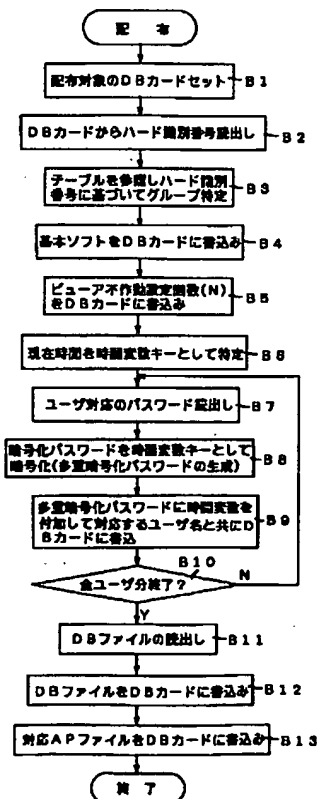 配布
配布対象のDBカードセット B1
DBカードからハード識別番号読出し B2
テーブルを参照しハード識別
番号に基づいてグループ特定 B3
基本ソフトをDBカードに書込み B4
ビューア不作動設定回数(N)
をDBカードに書込み B5
現在時間を時間変数キーとして特定 B6
ユーザ対応のパスワード読出し B7
暗号化パスワードを時間変数キーとして
暗号化(多重暗号化パスワードの生成) B8
多重暗号化パスワードに時間変数を
付加して対応するユーザ名と共にD
Bカードに書込 B9
B10
全ユーザ分終了? N
Y
DBファイルの読出し B11
DBファイルをDBカードに書込み B12
対応APファイルをDBカードに書込み B13
終了